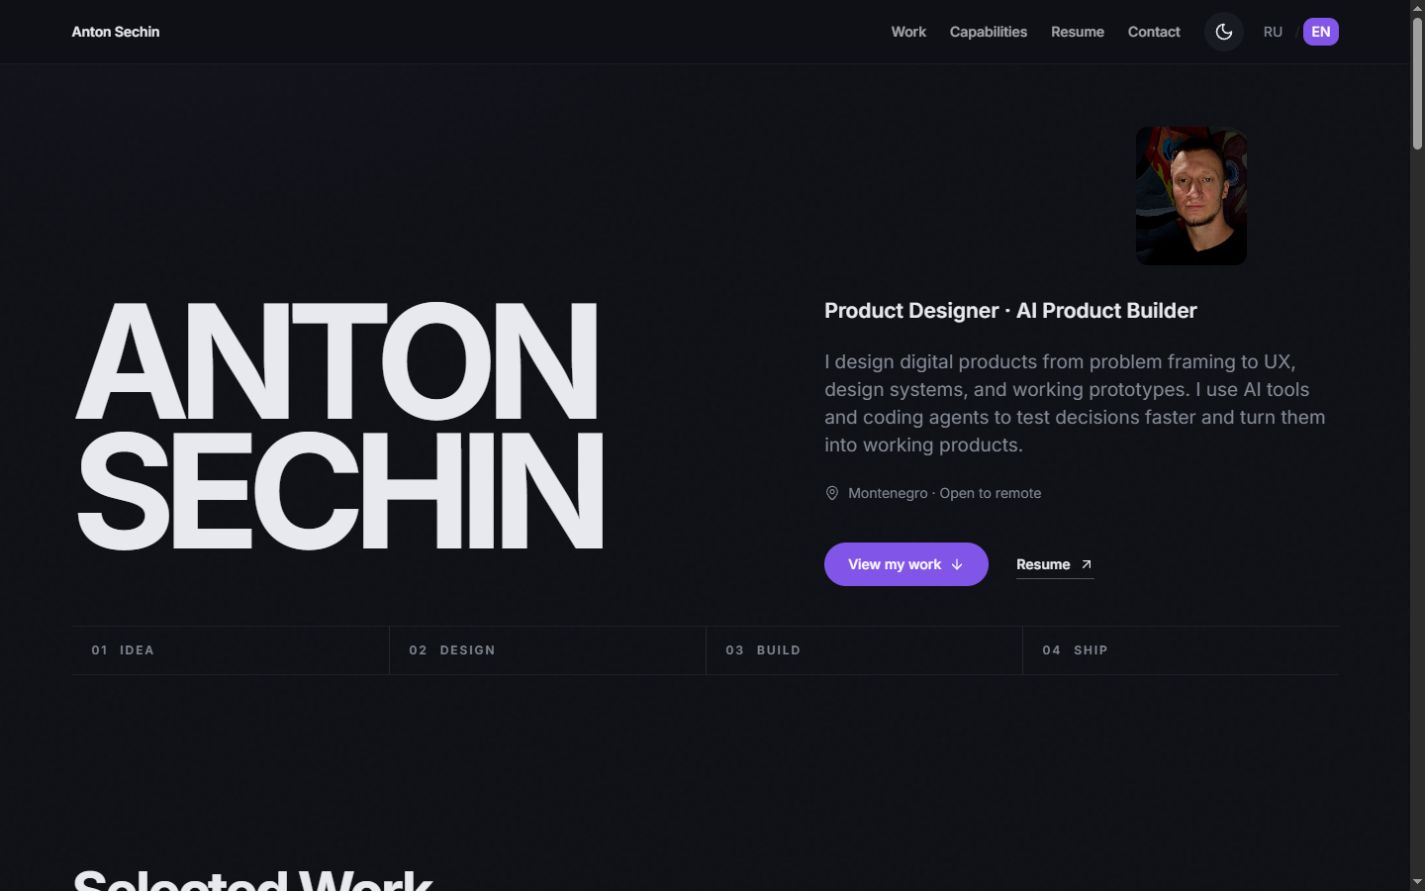 Anton Sechin
Work Capabilities Resume Contact RU / EN
ANTON
SECHIN
Product Designer · AI Product Builder
I design digital products from problem framing to UX,
design systems, and working prototypes. I use AI tools
and coding agents to test decisions faster and turn them
into working products.
Montenegro · Open to remote
View my work ↓ Resume ↗
01 IDEA 02 DESIGN 03 BUILD 04 SHIP
Selected Work